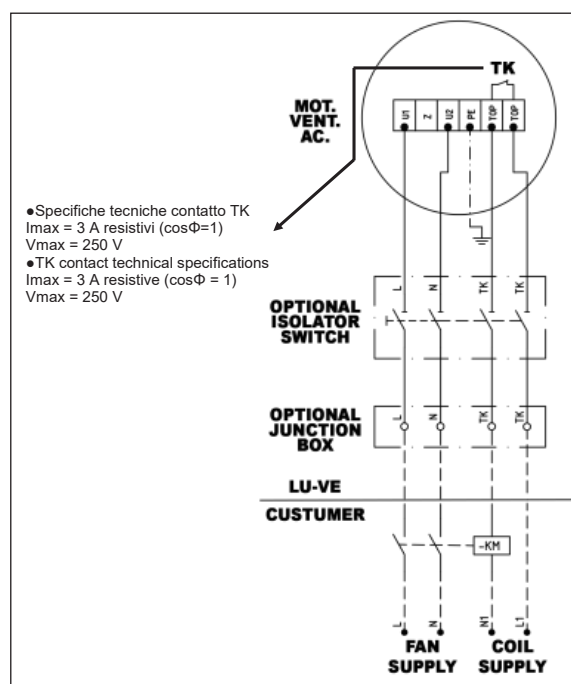 TK
MOT.
VENT.
AC.
U1 Z U2 PE TOP TOP
●Specifiche tecniche contatto TK
Imax = 3 A resistivi (cosΦ=1)
Vmax = 250 V
●TK contact technical specifications
Imax = 3 A resistive (cosΦ = 1)
Vmax = 250 V
L N TK TK
OPTIONAL
ISOLATOR
SWITCH
L N TK TK
OPTIONAL
JUNCTION
BOX
LU-VE
CUSTUMER
-KM
L N N1 L1
FAN
SUPPLY
COIL
SUPPLY